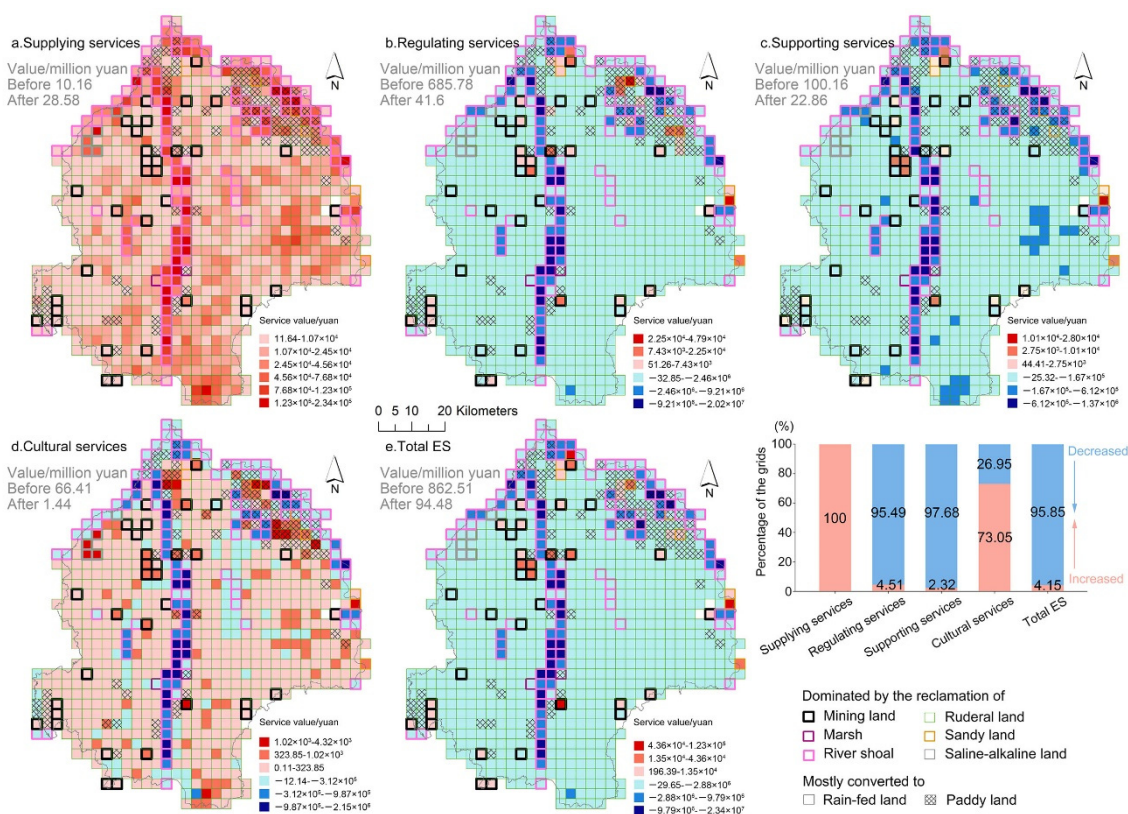 a.Supplying services
Value/million yuan
Before 10.16
After 28.58
N
Service value/yuan
11.64-1.07×10⁴
1.07×10⁴-2.45×10⁴
2.45×10⁴-4.56×10⁴
4.56×10⁴-7.68×10⁴
7.68×10⁴-1.23×10⁵
1.23×10⁵-2.34×10⁵
b.Regulating services
Value/million yuan
Before 685.78
After 41.6
N
Service value/yuan
2.25×10⁴-4.79×10⁴
7.43×10³-2.25×10⁴
51.26-7.43×10³
−32.85-−2.46×10⁶
−2.46×10⁶-−9.21×10⁶
−9.21×10⁶-−2.02×10⁷
c.Supporting services
Value/million yuan
Before 100.16
After 22.86
N
Service value/yuan
1.01×10⁴-2.80×10⁴
2.75×10³-1.01×10⁴
44.41-2.75×10³
−25.32-−1.67×10⁵
−1.67×10⁵-−6.12×10⁵
−6.12×10⁵-−1.37×10⁶
0 5 10 20 Kilometers
d.Cultural services
Value/million yuan
Before 66.41
After 1.44
N
Service value/yuan
1.02×10³-4.32×10³
323.85-1.02×10³
0.11-323.85
−12.14-−3.12×10⁵
−3.12×10⁵-−9.87×10⁵
−9.87×10⁵-−2.15×10⁶
e.Total ES
Value/million yuan
Before 862.51
After 94.48
N
Service value/yuan
4.36×10⁴-1.23×10⁵
1.35×10⁴-4.36×10⁴
196.39-1.35×10⁴
−29.65-−2.88×10⁶
−2.88×10⁶-−9.79×10⁶
−9.79×10⁶-−2.34×10⁷
(%)
Percentage of the grids
100
80
60
40
20
0
100
95.49
4.51
97.68
2.32
26.95
73.05
95.85
4.15
Decreased
Increased
Supplying services
Regulating services
Supporting services
Cultural services
Total ES
Dominated by the reclamation of
Mining land
Ruderal land
Marsh
Sandy land
River shoal
Saline-alkaline land
Mostly converted to
Rain-fed land
Paddy land